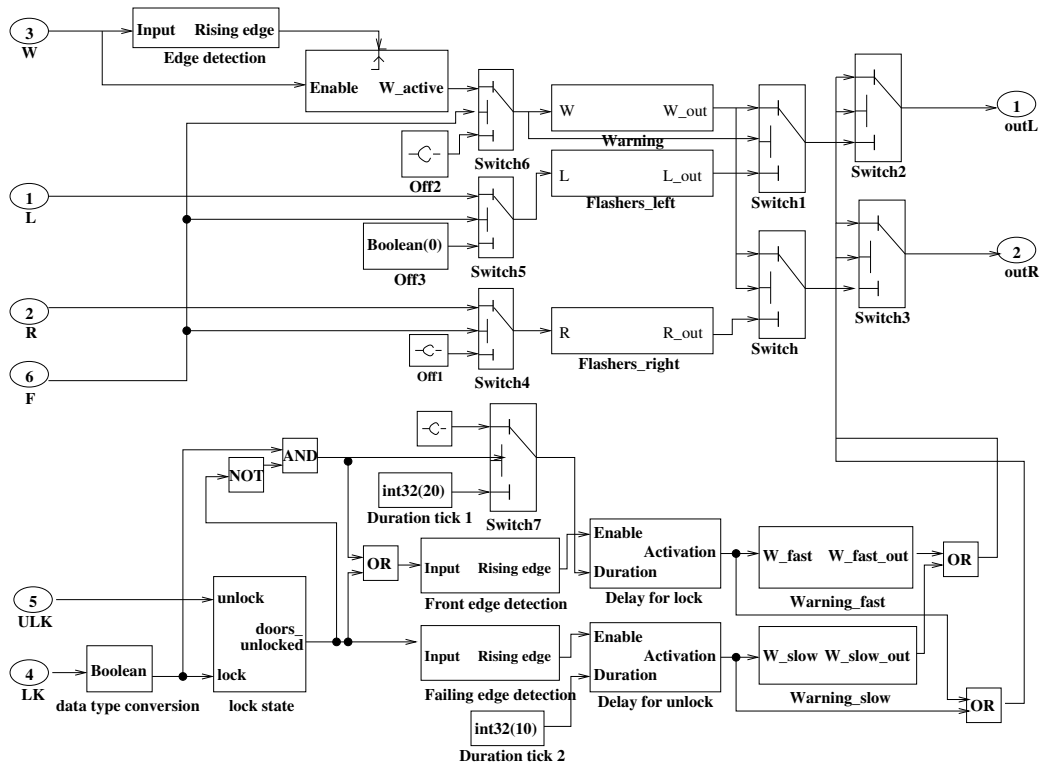 3
W
Input Rising edge
Edge detection
Enable W_active
Switch6
Off2
W W_out
Warning
Switch1
Switch2
1
outL
1
L
L L_out
Flashers_left
Boolean(0)
Off3
Switch5
2
outR
Switch3
2
R
R R_out
Flashers_right
Switch
Off1
Switch4
6
F
AND
NOT
int32(20)
Duration tick 1
Switch7
OR
Input Rising edge
Front edge detection
Enable
Activation
Duration
Delay for lock
W_fast W_fast_out
Warning_fast
OR
5
ULK
unlock
doors_
unlocked
lock
lock state
4
LK
Boolean
data type conversion
Input Rising edge
Failing edge detection
Enable
Activation
Duration
Delay for unlock
W_slow W_slow_out
Warning_slow
OR
int32(10)
Duration tick 2